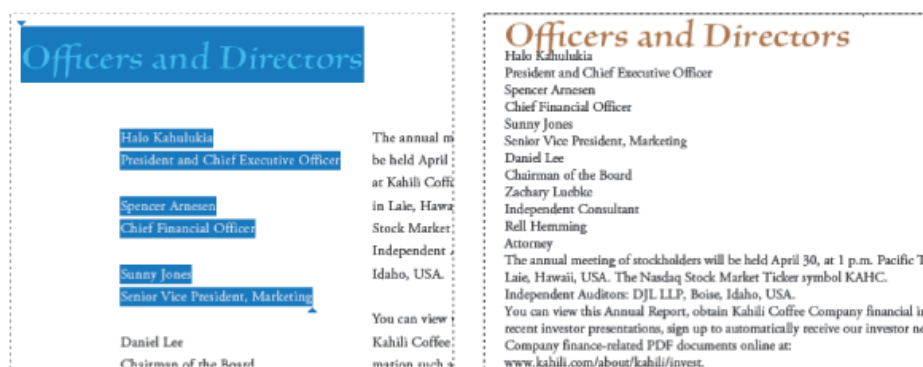 Officers and Directors
Halo Kahulukia
President and Chief Executive Officer
Spencer Arnesen
Chief Financial Officer
Sunny Jones
Senior Vice President, Marketing
Daniel Lee
Chairman of the Board
The annual m
be held April
at Kahili Coff
in Laie, Hawa
Stock Market
Independent
Idaho, USA.
You can view
Kahili Coffee
mation such a
Officers and Directors
Halo Kahulukia
President and Chief Executive Officer
Spencer Arnesen
Chief Financial Officer
Sunny Jones
Senior Vice President, Marketing
Daniel Lee
Chairman of the Board
Zachary Luebke
Independent Consultant
Rell Hemming
Attorney
The annual meeting of stockholders will be held April 30, at 1 p.m. Pacific T
Laie, Hawaii, USA. The Nasdaq Stock Market Ticker symbol KAHC.
Independent Auditors: DJL LLP, Boise, Idaho, USA.
You can view this Annual Report, obtain Kahili Coffee Company financial in
recent investor presentations, sign up to automatically receive our investor ne
Company finance-related PDF documents online at:
www.kahili.com/about/kahili/invest.